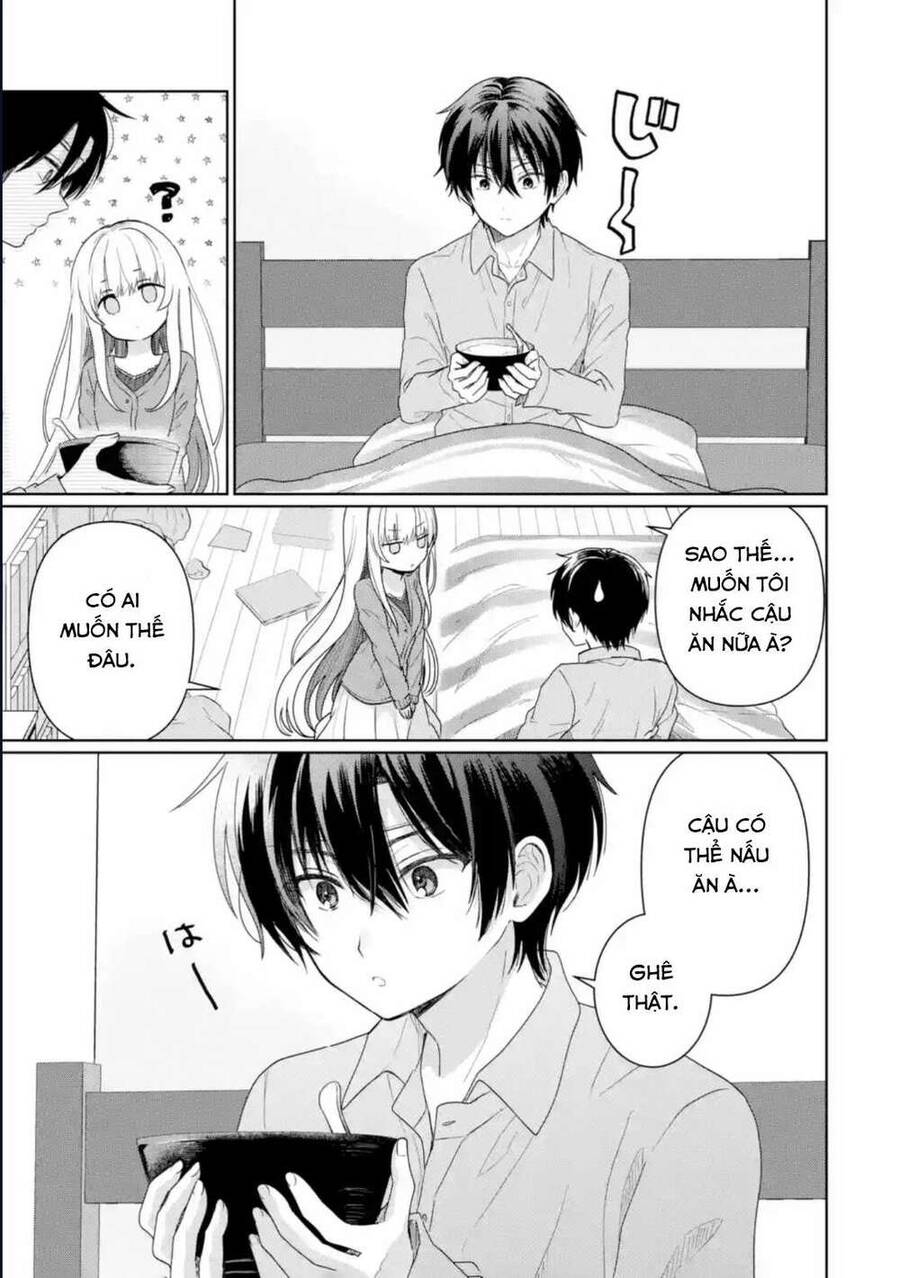 じーっ
?
SAO THẾ...
MUỐN TÔI
NHẮC CẬU
ĂN NỮA À?
CÓ AI
MUỐN THẾ
ĐÂU.
CẬU CÓ
THỂ NẤU
ĂN À...
GHÊ
THẬT.
はー